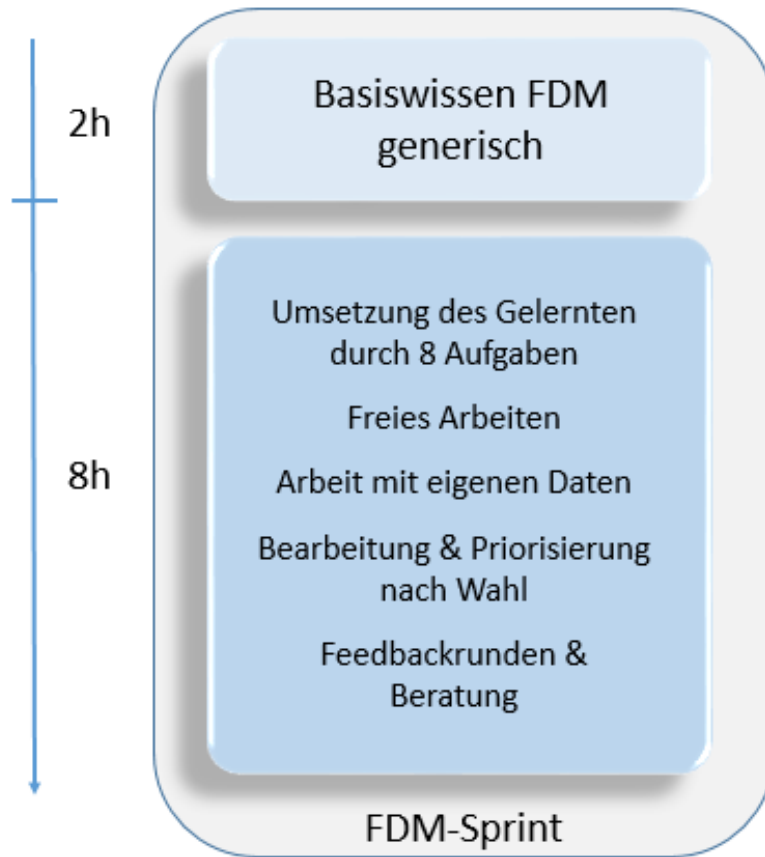 2h
Basiswissen FDM
generisch
8h
Umsetzung des Gelernten
durch 8 Aufgaben
Freies Arbeiten
Arbeit mit eigenen Daten
Bearbeitung & Priorisierung
nach Wahl
Feedbackrunden &
Beratung
FDM-Sprint